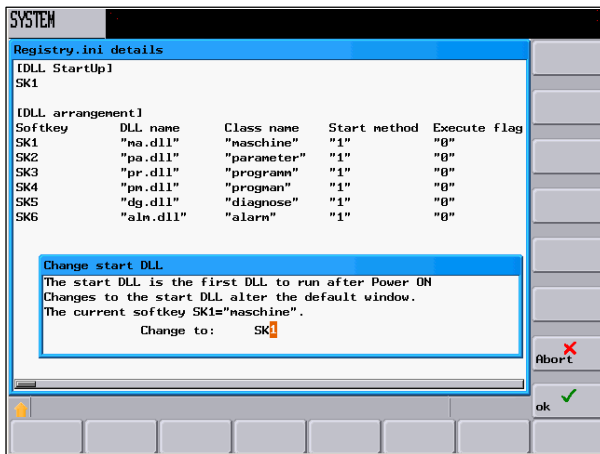 SYSTEM
Registry.ini details
[DLL StartUp]
SK1
[DLL arrangement]
Softkey DLL name Class name Start method Execute flag
SK1 "ma.dll" "maschine" "1" "0"
SK2 "pa.dll" "parameter" "1" "0"
SK3 "pr.dll" "programm" "1" "0"
SK4 "pm.dll" "progman" "1" "0"
SK5 "dg.dll" "diagnose" "1" "0"
SK6 "alm.dll" "alarm" "1" "0"
Change start DLL
The start DLL is the first DLL to run after Power ON
Changes to the start DLL alter the default window.
The current softkey SK1="maschine".
Change to: SK1
Abort
ok